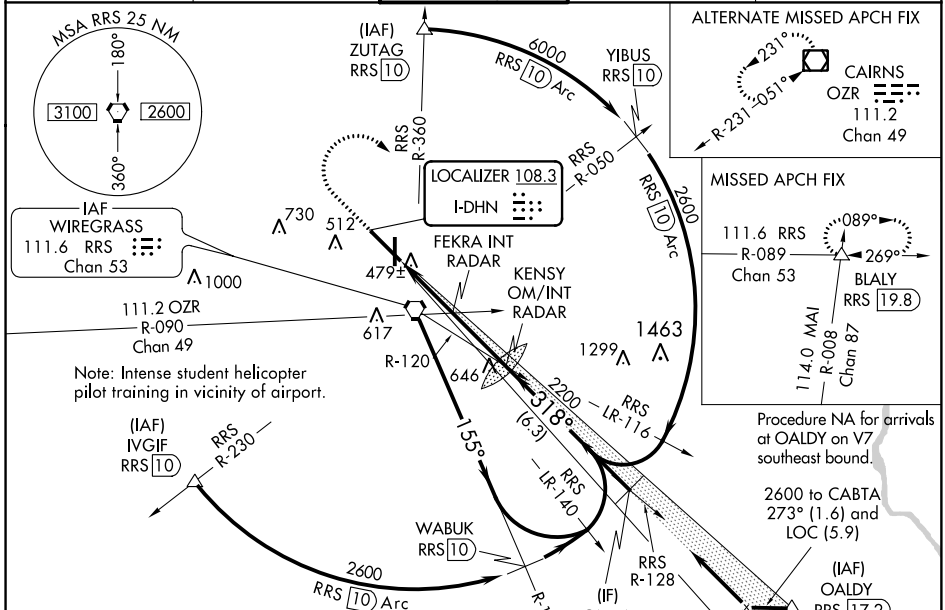 MSA RRS 25 NM
180°
3100
2600
360°
(IAF)
ZUTAG
RRS 10
6000
RRS 10 Arc
YIBUS
RRS 10
ALTERNATE MISSED APCH FIX
231°
R-231
051°
CAIRNS
OZR
111.2
Chan 49
RRS
R-360
RRS
R-050
LOCALIZER 108.3
I-DHN
2600
RRS 10 Arc
MISSED APCH FIX
111.6 RRS
R-089
Chan 53
089°
269°
BLALY
RRS 19.8
114.0 MAI
R-008
Chan 87
IAF
WIREGRASS
111.6 RRS
Chan 53
730
512
479±
1000
617
FEKRA INT
RADAR
KENSY
OM/INT
RADAR
111.2 OZR
R-090
Chan 49
R-120
646
1299
1463
Note: Intense student helicopter
pilot training in vicinity of airport.
2200
318°
(6.3)
RRS
LR-116
155°
RRS
LR-140
Procedure NA for arrivals
at OALDY on V7
southeast bound.
(IAF)
IVGIF
RRS 10
RRS
R-230
2600 to CABTA
273° (1.6) and
LOC (5.9)
WABUK
RRS 10
2600
RRS 10 Arc
(IF)
RRS
R-128
(IAF)
OALDY
RRS 17.2